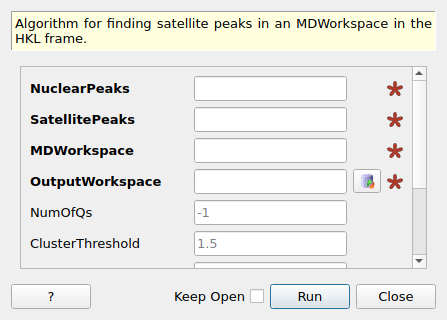 Algorithm for finding satellite peaks in an MDWorkspace in the
HKL frame.
NuclearPeaks
SatellitePeaks
MDWorkspace
OutputWorkspace
NumOfQs -1
ClusterThreshold 1.5
? Keep Open Run Close